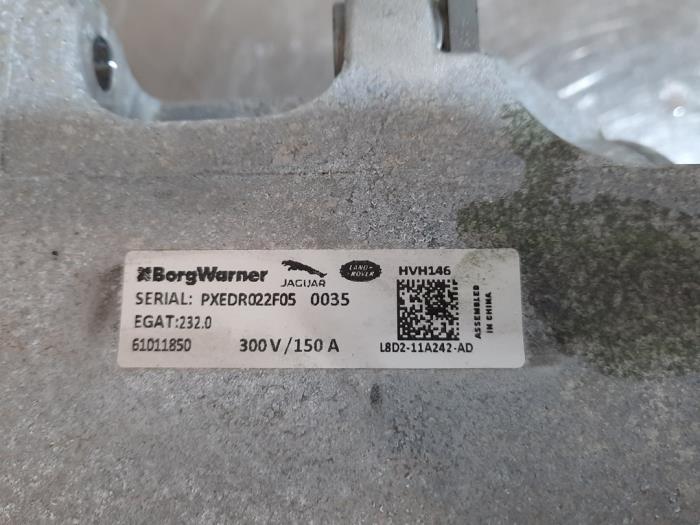 BorgWarner JAGUAR LAND-ROVER HVH146
SERIAL: PXEDR022F05 0035
EGAT:232.0
61011850 300 V / 150 A L8D2-11A242-AD
ASSEMBLED
IN CHINA